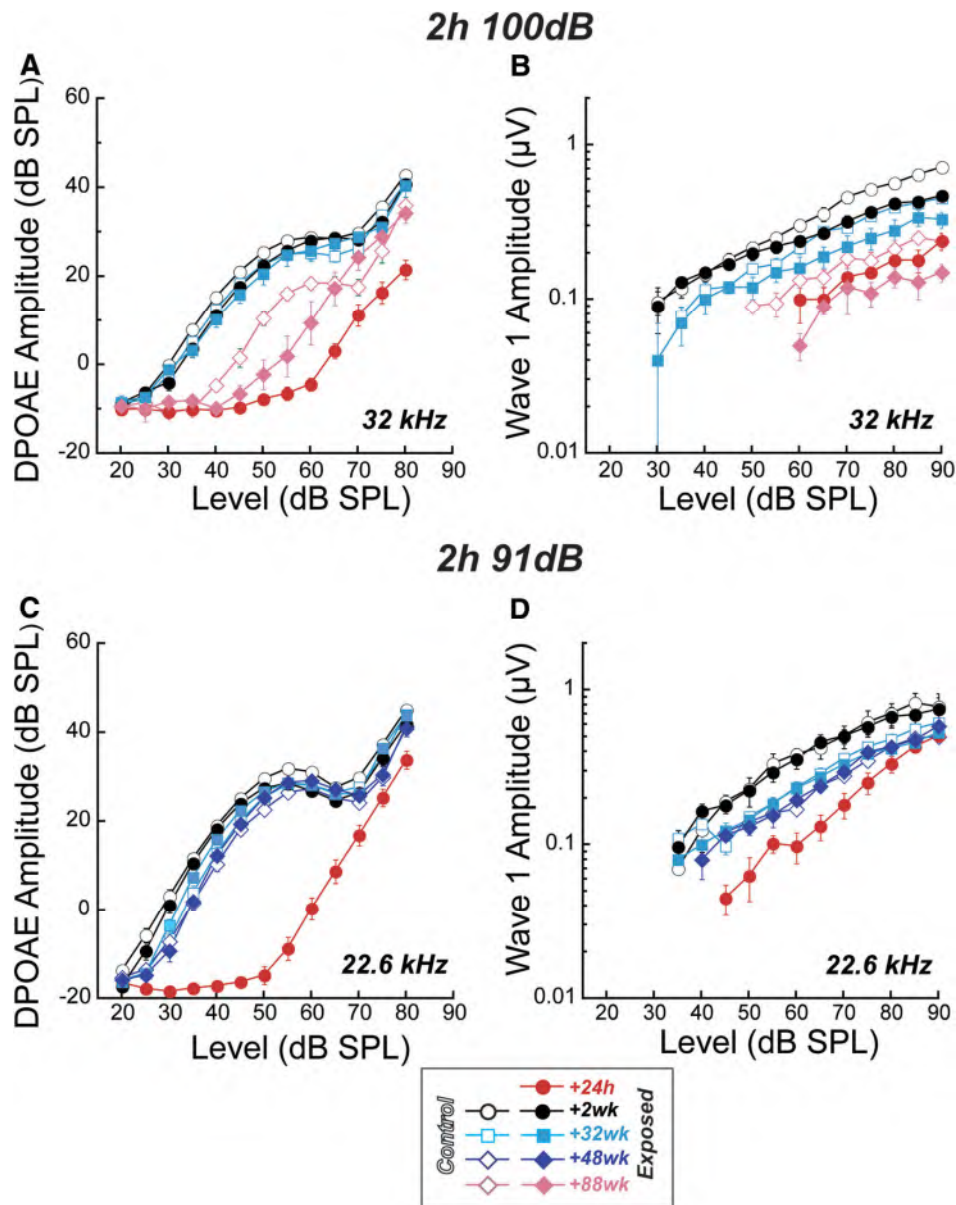 2h 100dB
A
B
DPOAE Amplitude (dB SPL)
60
40
20
0
-20
20 30 40 50 60 70 80 90
Level (dB SPL)
32 kHz
Wave 1 Amplitude (µV)
1
0.1
0.01
20 30 40 50 60 70 80 90
Level (dB SPL)
32 kHz
2h 91dB
C
D
DPOAE Amplitude (dB SPL)
60
40
20
0
-20
20 30 40 50 60 70 80 90
Level (dB SPL)
22.6 kHz
Wave 1 Amplitude (µV)
1
0.1
0.01
20 30 40 50 60 70 80 90
Level (dB SPL)
22.6 kHz
Control
+24h
+2wk
+32wk
+48wk
+88wk
Exposed